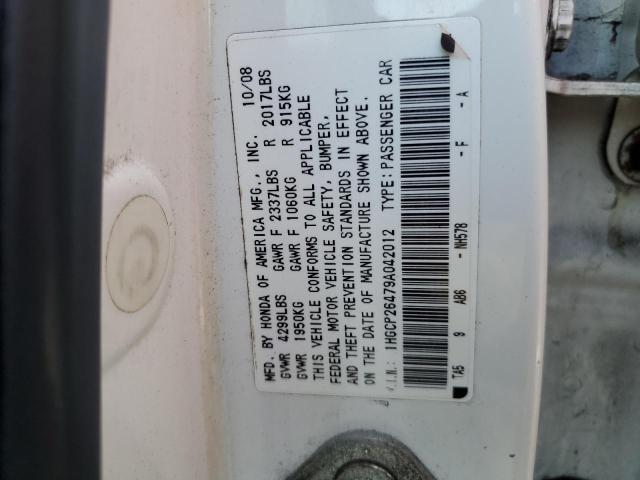 MFD. BY HONDA OF AMERICA MFG., INC. 10/08
GVWR 4299LBS GAWR F 2337LBS R 2017LBS
GVWR 1950KG GAWR F 1060KG R 915KG
THIS VEHICLE CONFORMS TO ALL APPLICABLE
FEDERAL MOTOR VEHICLE SAFETY, BUMPER,
AND THEFT PREVENTION STANDARDS IN EFFECT
ON THE DATE OF MANUFACTURE SHOWN ABOVE.
V.I.N.: 1HGCP26479A042012 TYPE:PASSENGER CAR
TA5 9 AB6 - NH578 - F - A